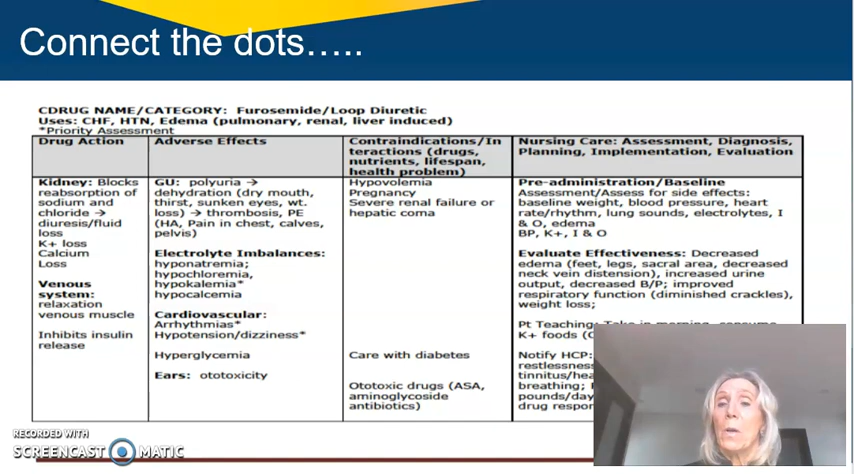 Connect the dots…..
CDRUG NAME/CATEGORY: Furosemide/Loop Diuretic
Uses: CHF, HTN, Edema (pulmonary, renal, liver induced)
*Priority Assessment
Drug Action
Kidney: Blocks
reabsorption of
sodium and
chloride →
diuresis/fluid
loss
K+ loss
Calcium
Loss
Venous
system:
relaxation
venous muscle
Inhibits insulin
release
Adverse Effects
GU: polyuria →
dehydration (dry mouth,
thirst, sunken eyes, wt.
loss) → thrombosis, PE
(HA, Pain in chest, calves,
pelvis)
Electrolyte Imbalances:
hyponatremia;
hypochloremia,
hypokalemia*
hypocalcemia
Cardiovascular:
Arrhythmias*
Hypotension/dizziness*
Hyperglycemia
Ears: ototoxicity
Contraindications/In
teractions (drugs,
nutrients, lifespan,
health problem)
Hypovolemia
Pregnancy
Severe renal failure or
hepatic coma
Care with diabetes
Ototoxic drugs (ASA,
aminoglycoside
antibiotics)
Nursing Care: Assessment, Diagnosis,
Planning, Implementation, Evaluation
Pre-administration/Baseline
Assessment/Assess for side effects:
baseline weight, blood pressure, heart
rate/rhythm, lung sounds, electrolytes, I
& O, edema
BP, K+, I & O
Evaluate Effectiveness: Decreased
edema (feet, legs, sacral area, decreased
neck vein distension), increased urine
output, decreased B/P; improved
respiratory function (diminished crackles),
weight loss;
Pt Teaching: Take in morning, consume
K+ foods
Notify HCP:
restlessness
tinnitus/
breathing;
pounds/day
drug
RECORDED WITH
SCREENCAST MATIC